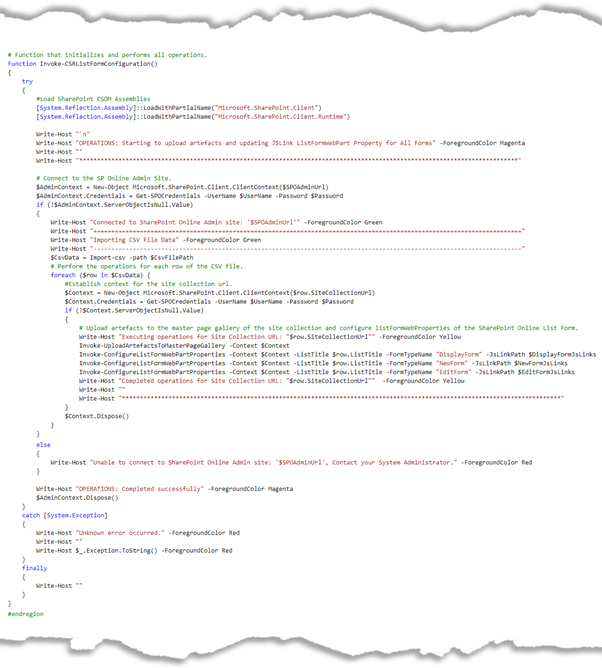 # Function that initializes and performs all operations.
Function Invoke-CSRListFormConfiguration()
{
try
{
#Load SharePoint CSOM Assemblies
[System.Reflection.Assembly]::LoadWithPartialName("Microsoft.SharePoint.Client")
[System.Reflection.Assembly]::LoadWithPartialName("Microsoft.SharePoint.Client.Runtime")
Write-Host "`n"
Write-Host "OPERATIONS: Starting to upload artefacts and updating JSLink ListFormWebPart Property for All Forms" -ForegroundColor Magenta
Write-Host ""
Write-Host "**************************************************************************************************************************"
# Connect to the SP Online Admin Site.
$AdminContext = New-Object Microsoft.SharePoint.Client.ClientContext($SPOAdminUrl)
$AdminContext.Credentials = Get-SPOCredentials -UserName $UserName -Password $Password
if (!$AdminContext.ServerObjectIsNull.Value)
{
Write-Host "Connected to SharePoint Online Admin site: '$SPOAdminUrl'" -ForegroundColor Green
Write-Host "======================================================================================================================="
Write-Host "Importing CSV File Data" -ForegroundColor Green
Write-Host "-----------------------------------------------------------------------------------------------------------------------"
$CsvData = Import-csv -path $CsvFilePath
# Perform the operations for each row of the CSV file.
foreach ($row in $CsvData) {
#Establish context for the site collection url.
$Context = New-Object Microsoft.SharePoint.Client.ClientContext($row.SiteCollectionUrl)
$Context.Credentials = Get-SPOCredentials -UserName $UserName -Password $Password
if (!$Context.ServerObjectIsNull.Value)
{
# Upload artefacts to the master page gallery of the site collection and configure listFormWebProperties of the SharePoint Online List Form.
Write-Host "Executing operations for Site Collection URL: "$row.SiteCollectionUrl"" -ForegroundColor Yellow
Invoke-UploadArtefactsToMasterPageGallery -Context $Context
Invoke-ConfigureListFormWebPartProperties -Context $Context -ListTitle $row.ListTitle -FormTypeName "DisplayForm" -JsLinkPath $DisplayFormJsLinks
Invoke-ConfigureListFormWebPartProperties -Context $Context -ListTitle $row.ListTitle -FormTypeName "NewForm" -JsLinkPath $NewFormJsLinks
Invoke-ConfigureListFormWebPartProperties -Context $Context -ListTitle $row.ListTitle -FormTypeName "EditForm" -JsLinkPath $EditFormJsLinks
Write-Host "Completed operations for Site Collection URL: "$row.SiteCollectionUrl"" -ForegroundColor Yellow
Write-Host ""
Write-Host "**************************************************************************************************************************"
}
$Context.Dispose()
}
}
else
{
Write-Host "Unable to connect to SharePoint Online Admin site: '$SPOAdminUrl', Contact your System Administrator." -ForegroundColor Red
}
Write-Host "OPERATIONS: Completed successfully" -ForegroundColor Magenta
$AdminContext.Dispose()
}
catch [System.Exception]
{
Write-Host "Unknown error occurred." -ForegroundColor Red
Write-Host ""
Write-Host $_.Exception.ToString() -ForegroundColor Red
}
finally
{
Write-Host ""
}
}
#endregion